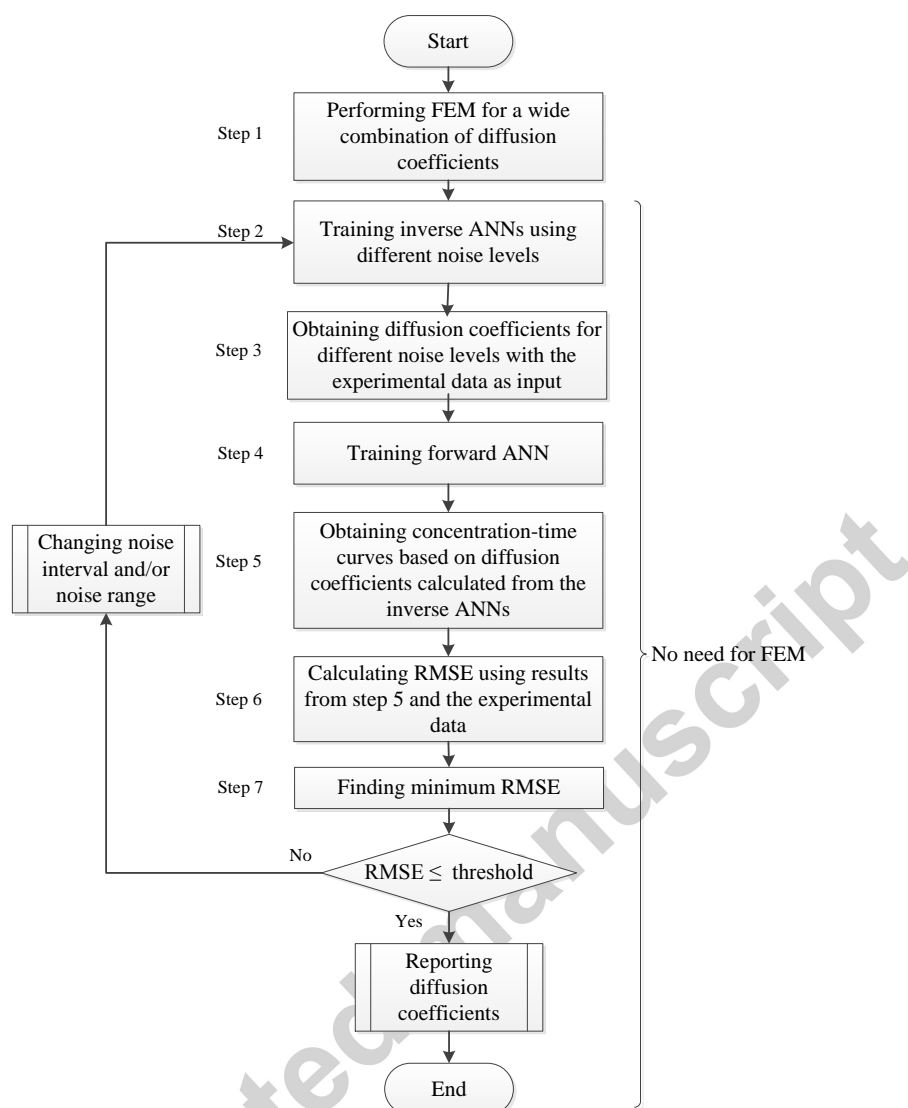 Start
Step 1
Performing FEM for a wide
combination of diffusion
coefficients
Step 2
Training inverse ANNs using
different noise levels
Step 3
Obtaining diffusion coefficients for
different noise levels with the
experimental data as input
Step 4
Training forward ANN
Changing noise
interval and/or
noise range
Step 5
Obtaining concentration-time
curves based on diffusion
coefficients calculated from the
inverse ANNs
No need for FEM
Step 6
Calculating RMSE using results
from step 5 and the experimental
data
Step 7
Finding minimum RMSE
No
RMSE ≤ threshold
Yes
Reporting
diffusion
coefficients
End
manuscript